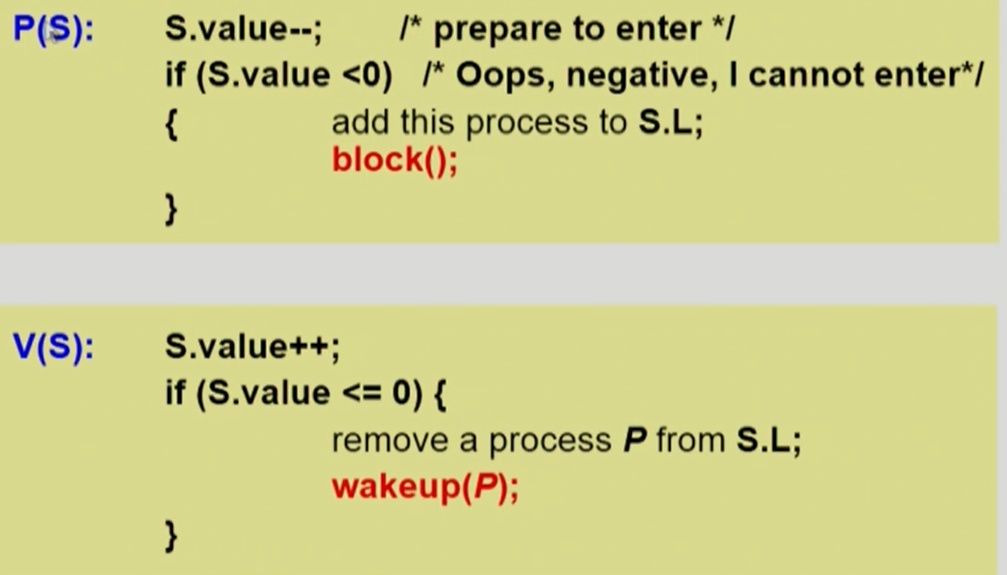 P(S): S.value--; /* prepare to enter */
if (S.value <0) /* Oops, negative, I cannot enter*/
{ add this process to S.L;
block();
}
V(S): S.value++;
if (S.value <= 0) {
remove a process P from S.L;
wakeup(P);
}